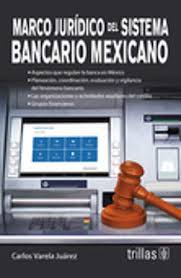 MARCO JURÍDICO DEL SISTEMA
BANCARIO MEXICANO
• Aspectos que regulan la banca en México
• Planeación, coordinación, evaluación y vigilancia
del fenómeno bancario
• Las organizaciones y actividades auxiliares del crédito
• Grupos financieros
Carlos Varela Juárez
trillas